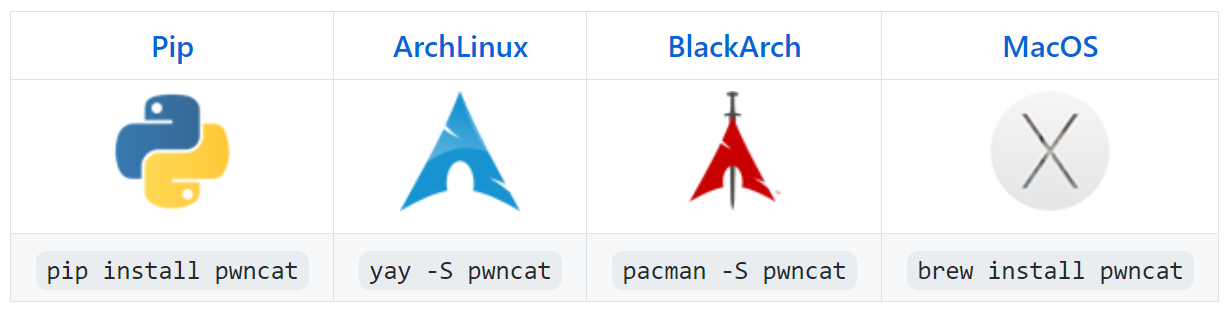 Pip ArchLinux BlackArch MacOS
pip install pwncat yay -S pwncat pacman -S pwncat brew install pwncat